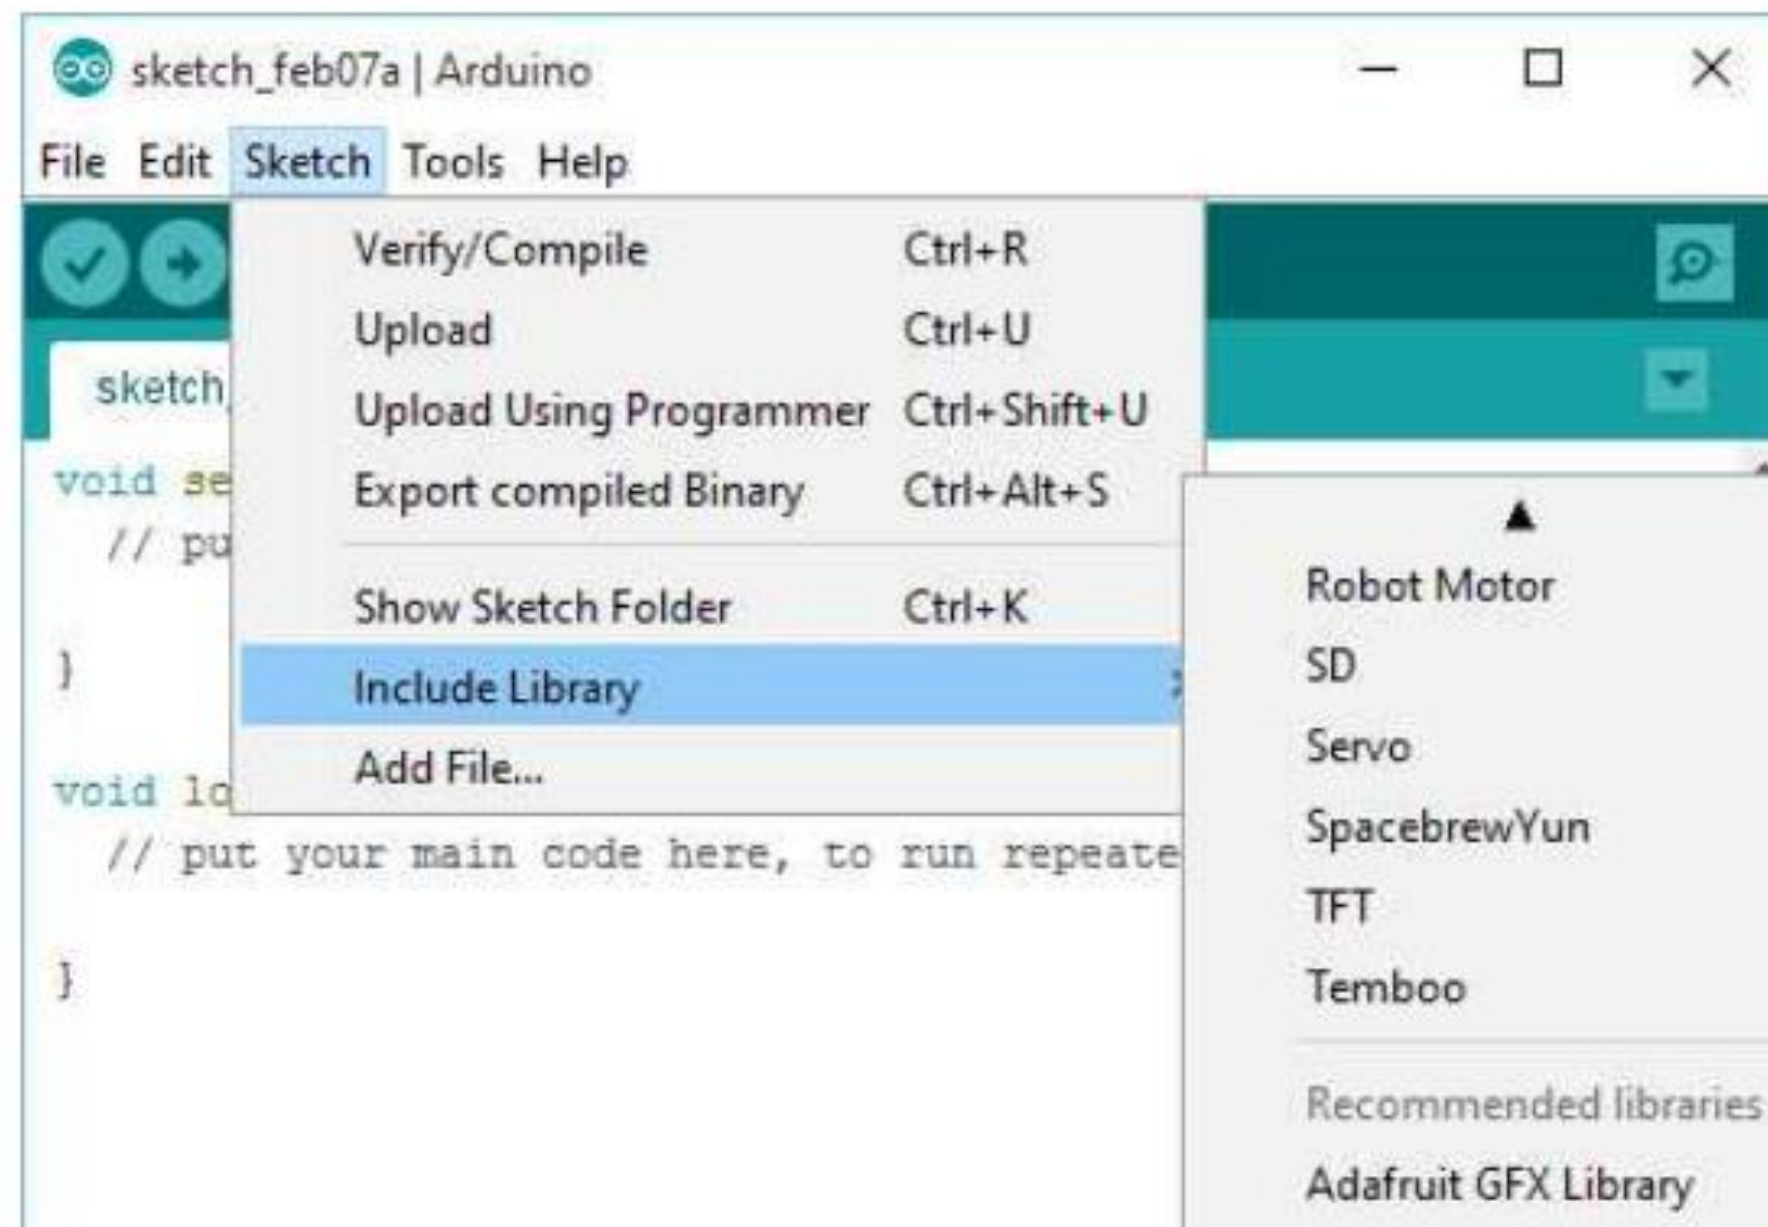 sketch_feb07a | Arduino
File Edit Sketch Tools Help
Verify/Compile Ctrl+R
Upload Ctrl+U
sketch_
Upload Using Programmer Ctrl+Shift+U
void se
Export compiled Binary Ctrl+Alt+S
// pu
Robot Motor
Show Sketch Folder Ctrl+K
SD
}
Include Library
Servo
Add File...
void lo
SpacebrewYun
// put your main code here, to run repeate
TFT
}
Temboo
Recommended libraries
Adafruit GFX Library